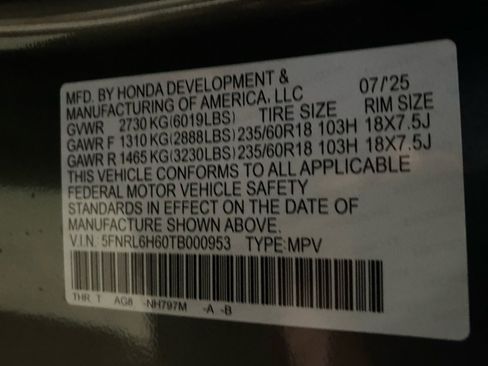 MFD. BY HONDA DEVELOPMENT & 07/'25
MANUFACTURING OF AMERICA, LLC
GVWR 2730 KG(6019LBS) TIRE SIZE RIM SIZE
GAWR F 1310 KG(2888LBS) 235/60R18 103H 18X7.5J
GAWR R 1465 KG(3230LBS) 235/60R18 103H 18X7.5J
THIS VEHICLE CONFORMS TO ALL APPLICABLE
FEDERAL MOTOR VEHICLE SAFETY
STANDARDS IN EFFECT ON THE DATE OF
MANUFACTURE SHOWN ABOVE.
V.I.N. 5FNRL6H60TB000953 TYPE:MPV
THR T AG8 -NH797M -A -B